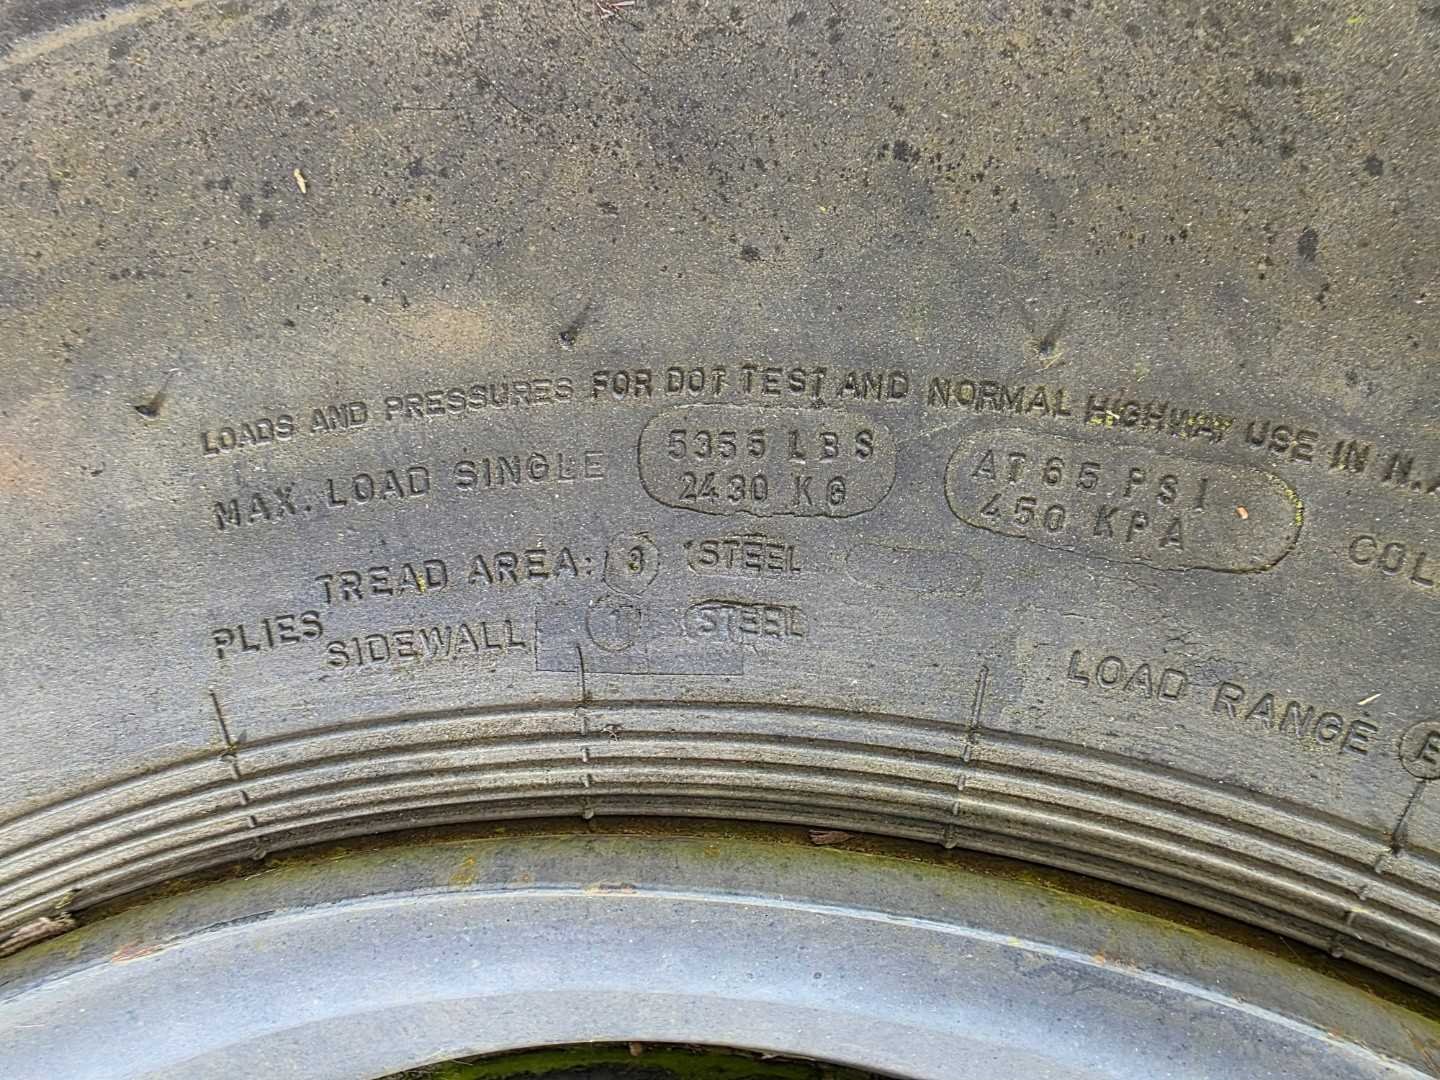 LOADS AND PRESSURES FOR DOT TEST AND NORMAL HIGHWAY USE IN N.
MAX. LOAD SINGLE 5355 LBS AT 65 PSI
2430 KG 450 KPA COL
TREAD AREA: 3 STEEL
PLIES
SIDEWALL 1 STEEL
LOAD RANGE